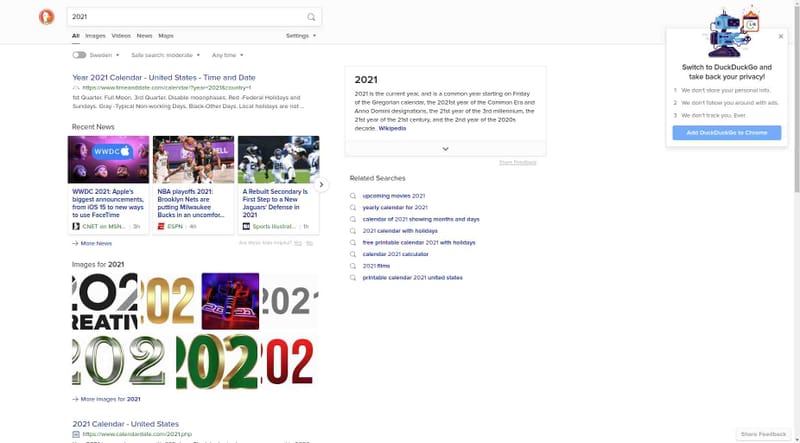 2021
All Images Videos News Maps Settings
Sweden Safe search: moderate Any time
Year 2021 Calendar - United States - Time and Date
https://www.timeanddate.com/calendar/?year=2021&country=1
1st Quarter. Full Moon. 3rd Quarter. Disable moonphases. Red -Federal Holidays and
Sundays. Gray -Typical Non-working Days. Black-Other Days. Local holidays are not ...
Recent News
WWDC
WWDC 2021: Apple's
biggest announcements,
from iOS 15 to new ways
to use FaceTime
CNET on MSN... 3h
NBA playoffs 2021:
Brooklyn Nets are
putting Milwaukee
Bucks in an uncomfor...
ESPN 4h
A Rebuilt Secondary Is
First Step to a New
Jaguars' Defense in
2021
Sports Illustrat... 1h
More News
Yes No
Images for 2021
202
REATIV
202
2021
2021
202
202
202
More Images for 2021
2021 Calendar - United States
https://www.calendardate.com/2021.php
2021
2021 is the current year, and is a common year starting on Friday
of the Gregorian calendar, the 2021st year of the Common Era and
Anno Domini designations, the 21st year of the 3rd millennium, the
21st year of the 21st century, and the 2nd year of the 2020s
decade. Wikipedia
Share Feedback
Related Searches
upcoming movies 2021
yearly calendar for 2021
calendar of 2021 showing months and days
2021 calendar with holidays
free printable calendar 2021 with holidays
calendar 2021 calculator
2021 films
printable calendar 2021 united states
Switch to DuckDuckGo and
take back your privacy!
1 We don't store your personal info.
2 We don't follow you around with ads.
3 We don't track you. Ever.
Add DuckDuckGo to Chrome
Share Feedback